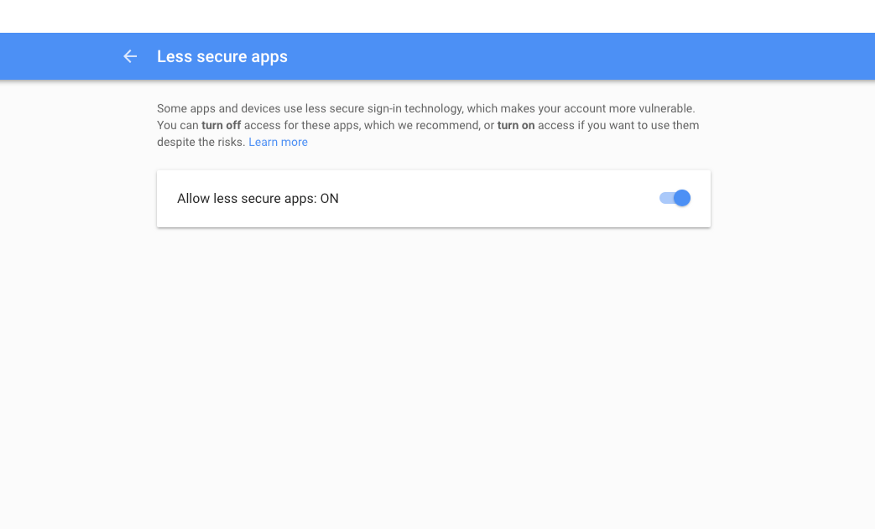 Less secure apps
Some apps and devices use less secure sign-in technology, which makes your account more vulnerable.
You can turn off access for these apps, which we recommend, or turn on access if you want to use them
despite the risks. Learn more
Allow less secure apps: ON